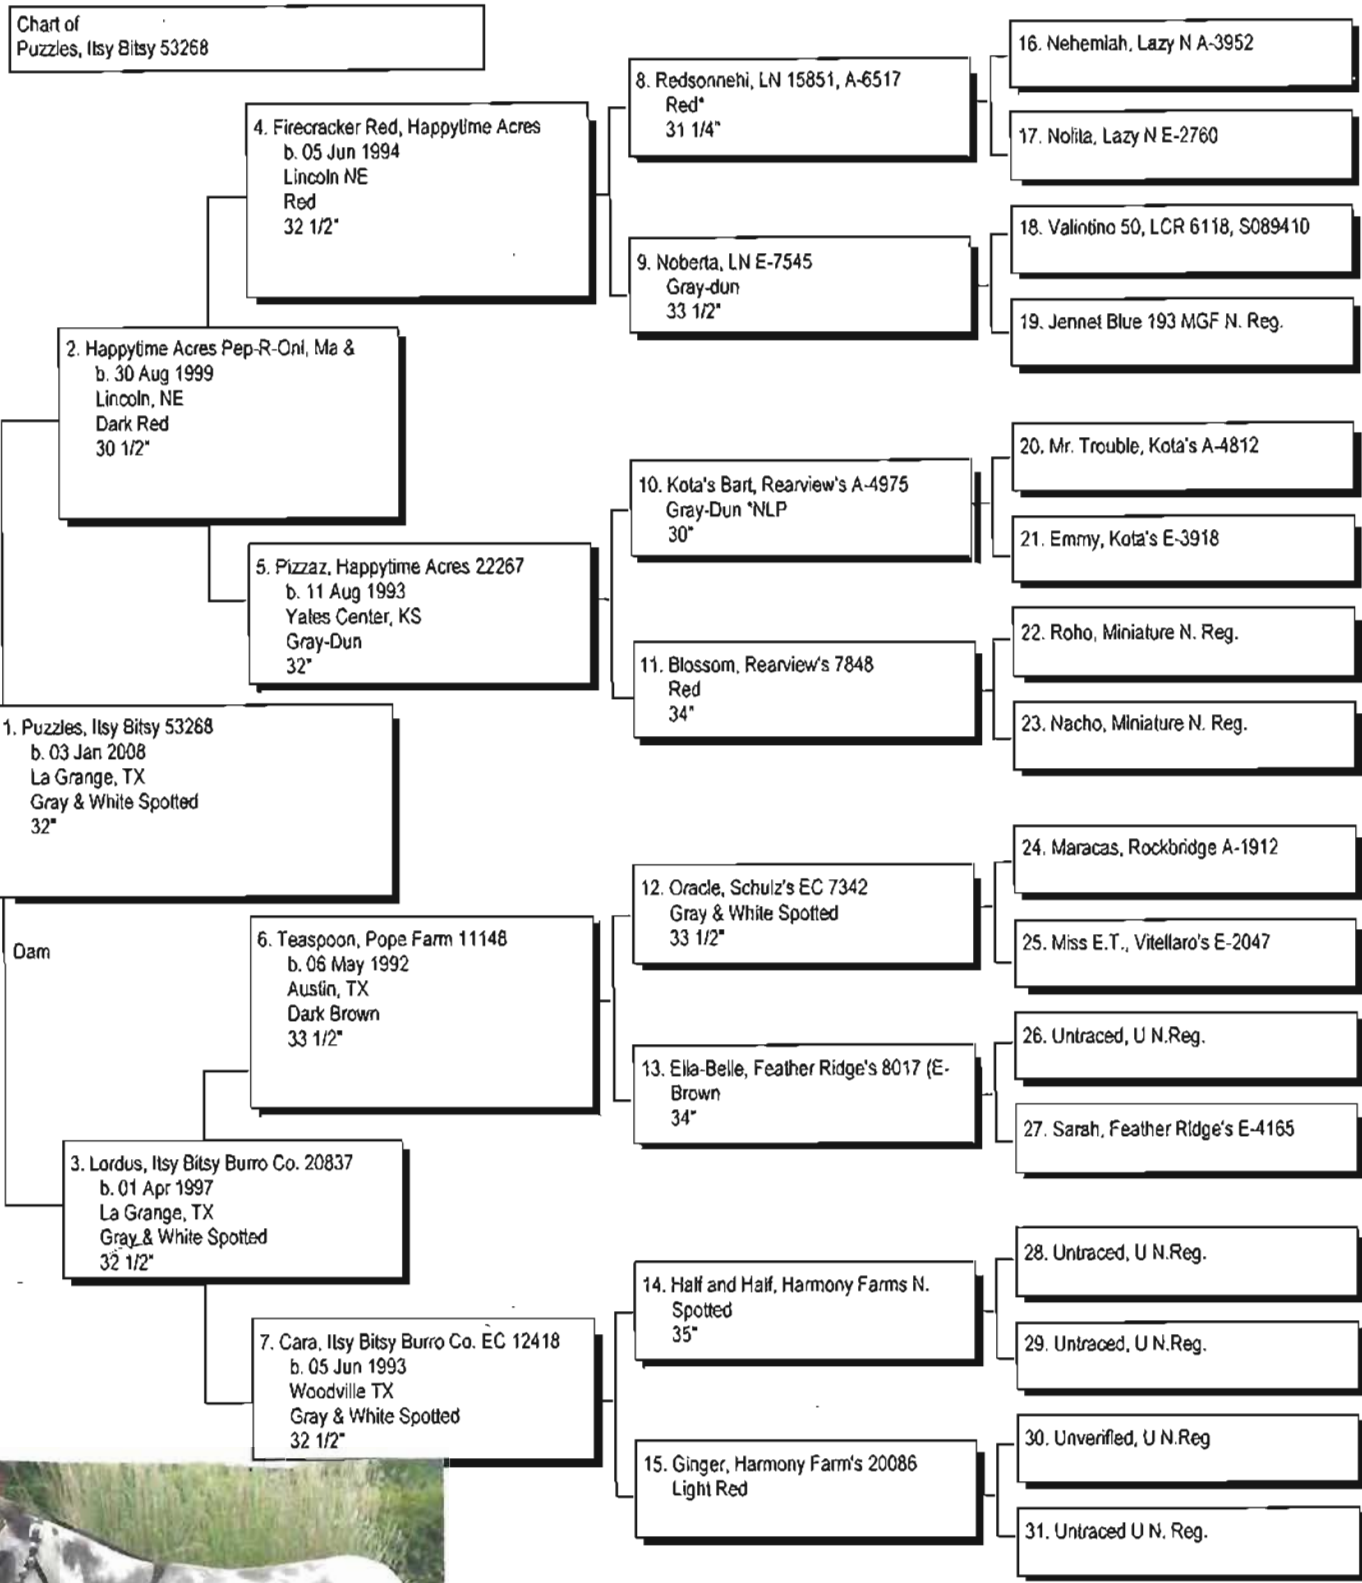 Chart of
Puzzles, Itsy Bitsy 53268
16. Nehemiah, Lazy N A-3952
8. Redsonnehi, LN 15851, A-6517
Red*
31 1/4"
17. Nolita, Lazy N E-2760
4. Firecracker Red, Happytime Acres
b. 05 Jun 1994
Lincoln NE
Red
32 1/2"
18. Valintino 50, LCR 6118, S089410
9. Noberta, LN E-7545
Gray-dun
33 1/2"
19. Jennet Blue 193 MGF N. Reg.
2. Happytime Acres Pep-R-Oni, Ma &
b. 30 Aug 1999
Lincoln, NE
Dark Red
30 1/2"
20. Mr. Trouble, Kota's A-4812
10. Kota's Bart, Rearview's A-4975
Gray-Dun *NLP
30"
21. Emmy, Kota's E-3918
5. Pizzaz, Happytime Acres 22267
b. 11 Aug 1993
Yates Center, KS
Gray-Dun
32"
22. Roho, Miniature N. Reg.
11. Blossom, Rearview's 7848
Red
34"
23. Nacho, Miniature N. Reg.
1. Puzzles, Itsy Bitsy 53268
b. 03 Jan 2008
La Grange, TX
Gray & White Spotted
32"
24. Maracas, Rockbridge A-1912
12. Oracle, Schulz's EC 7342
Gray & White Spotted
33 1/2"
25. Miss E.T., Vitellaro's E-2047
Dam
6. Teaspoon, Pope Farm 11148
b. 06 May 1992
Austin, TX
Dark Brown
33 1/2"
26. Untraced, U N.Reg.
13. Ella-Belle, Feather Ridge's 8017 (E-
Brown
34"
27. Sarah, Feather Ridge's E-4165
3. Lordus, Itsy Bitsy Burro Co. 20837
b. 01 Apr 1997
La Grange, TX
Gray & White Spotted
32 1/2"
28. Untraced, U N.Reg.
14. Half and Half, Harmony Farms N.
Spotted
35"
29. Untraced, U N.Reg.
7. Cara, Itsy Bitsy Burro Co. EC 12418
b. 05 Jun 1993
Woodville TX
Gray & White Spotted
32 1/2"
30. Unverified, U N.Reg
15. Ginger, Harmony Farm's 20086
Light Red
31. Untraced U N. Reg.